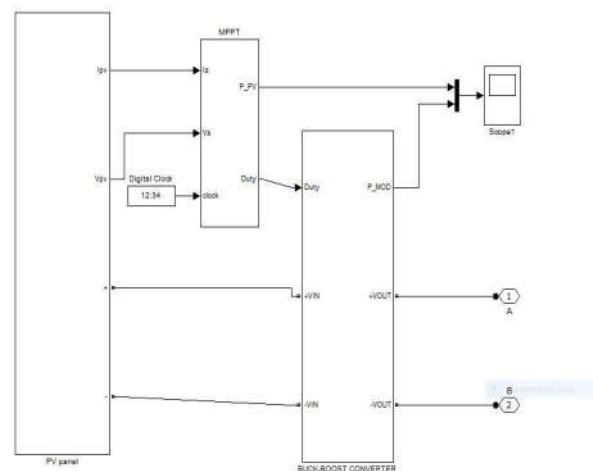 MPPT
Ipv
Ia
P_PV
Scope1
Va
Vpv
Digital Clock
12:34
clock
Duty
Duty
P_MOD
+
+VIN
+VOUT
1
A
-
-VIN
-VOUT
B
2
PV panel
BUCK-BOOST CONVERTER